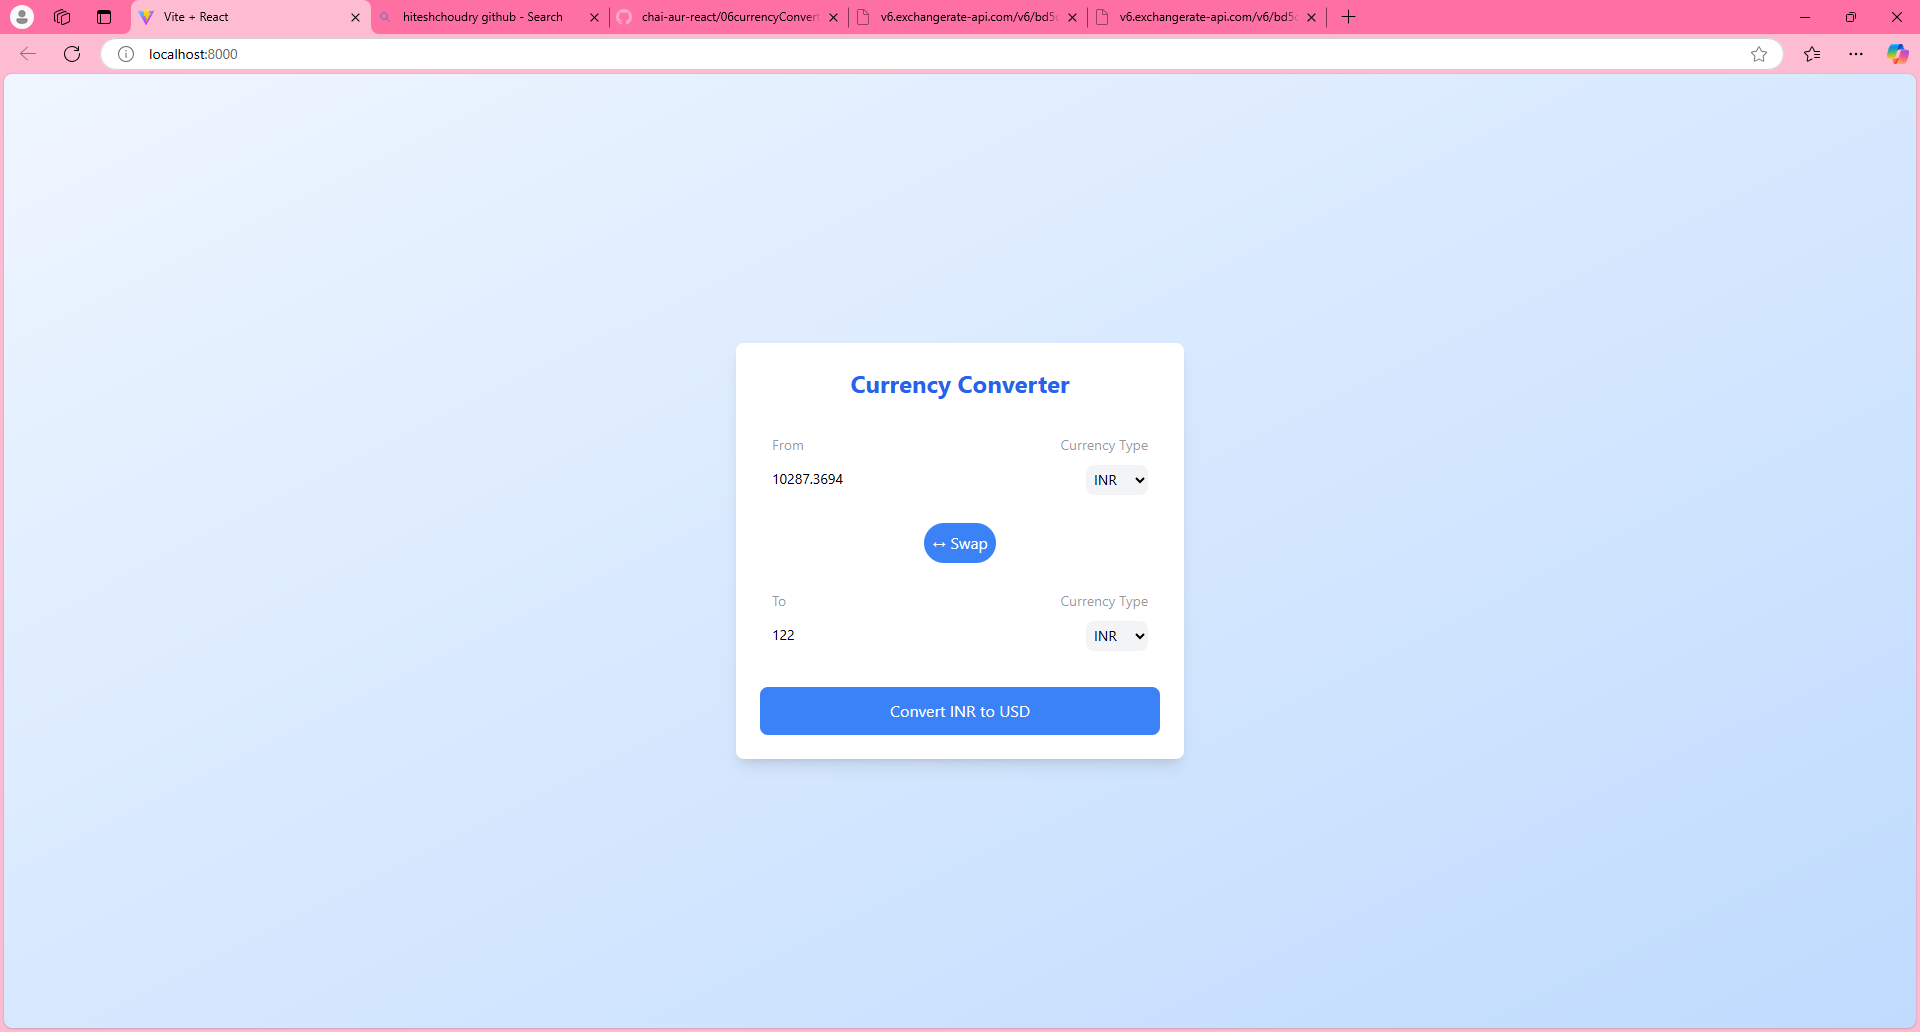 Vite + React
hiteshchoudry github - Search
chai-aur-react/06currencyConvert
v6.exchangerate-api.com/v6/bd5
v6.exchangerate-api.com/v6/bd5
localhost:8000
Currency Converter
From Currency Type
10287.3694 INR
↔ Swap
To Currency Type
122 INR
Convert INR to USD